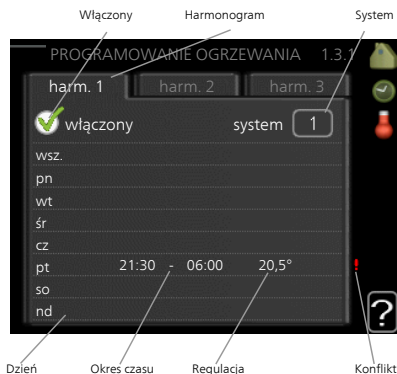 Włączony Harmonogram System
PROGRAMOWANIE OGRZEWANIA 1.3.1
harm. 1 harm. 2 harm. 3
włączony system 1
wsz.
pn
wt
śr
cz
pt 21:30 - 06:00 20,5° !
so
nd
?
Dzień Okres czasu Regulacja Konflikt